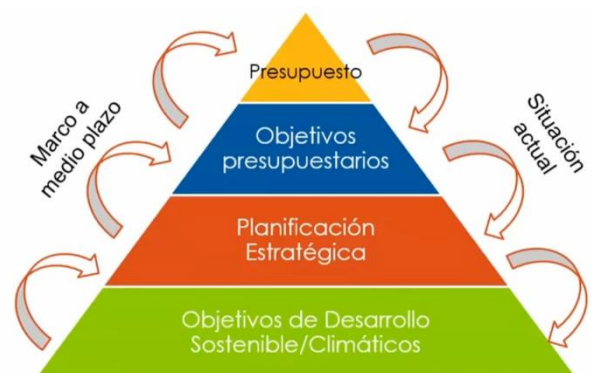 Presupuesto
Objetivos
presupuestarios
Planificación
Estratégica
Objetivos de Desarrollo
Sostenible/Climáticos
Marco a
medio plazo
Situación
actual